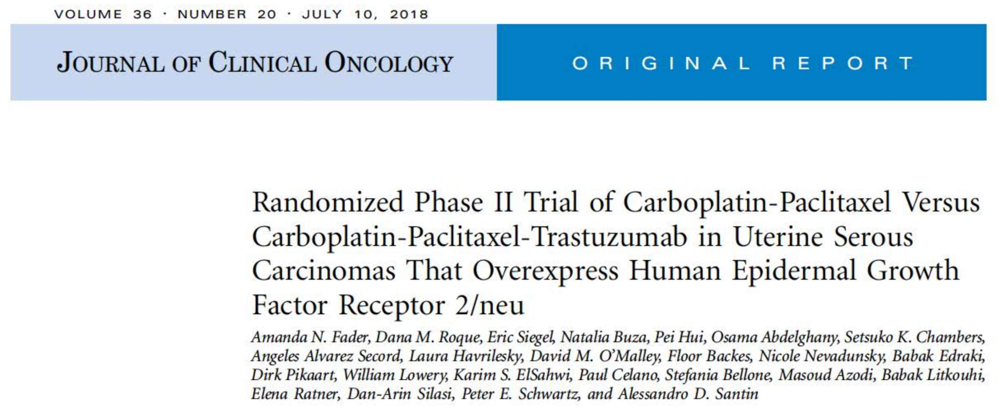 VOLUME 36 · NUMBER 20 · JULY 10, 2018
JOURNAL OF CLINICAL ONCOLOGY
ORIGINAL REPORT
Randomized Phase II Trial of Carboplatin-Paclitaxel Versus
Carboplatin-Paclitaxel-Trastuzumab in Uterine Serous
Carcinomas That Overexpress Human Epidermal Growth
Factor Receptor 2/neu
Amanda N. Fader, Dana M. Roque, Eric Siegel, Natalia Buza, Pei Hui, Osama Abdelghany, Setsuko K. Chambers,
Angeles Alvarez Secord, Laura Havrilesky, David M. O’Malley, Floor Backes, Nicole Nevadunsky, Babak Edraki,
Dirk Pikaart, William Lowery, Karim S. ElSahwi, Paul Celano, Stefania Bellone, Masoud Azodi, Babak Litkouhi,
Elena Ratner, Dan-Arin Silasi, Peter E. Schwartz, and Alessandro D. Santin